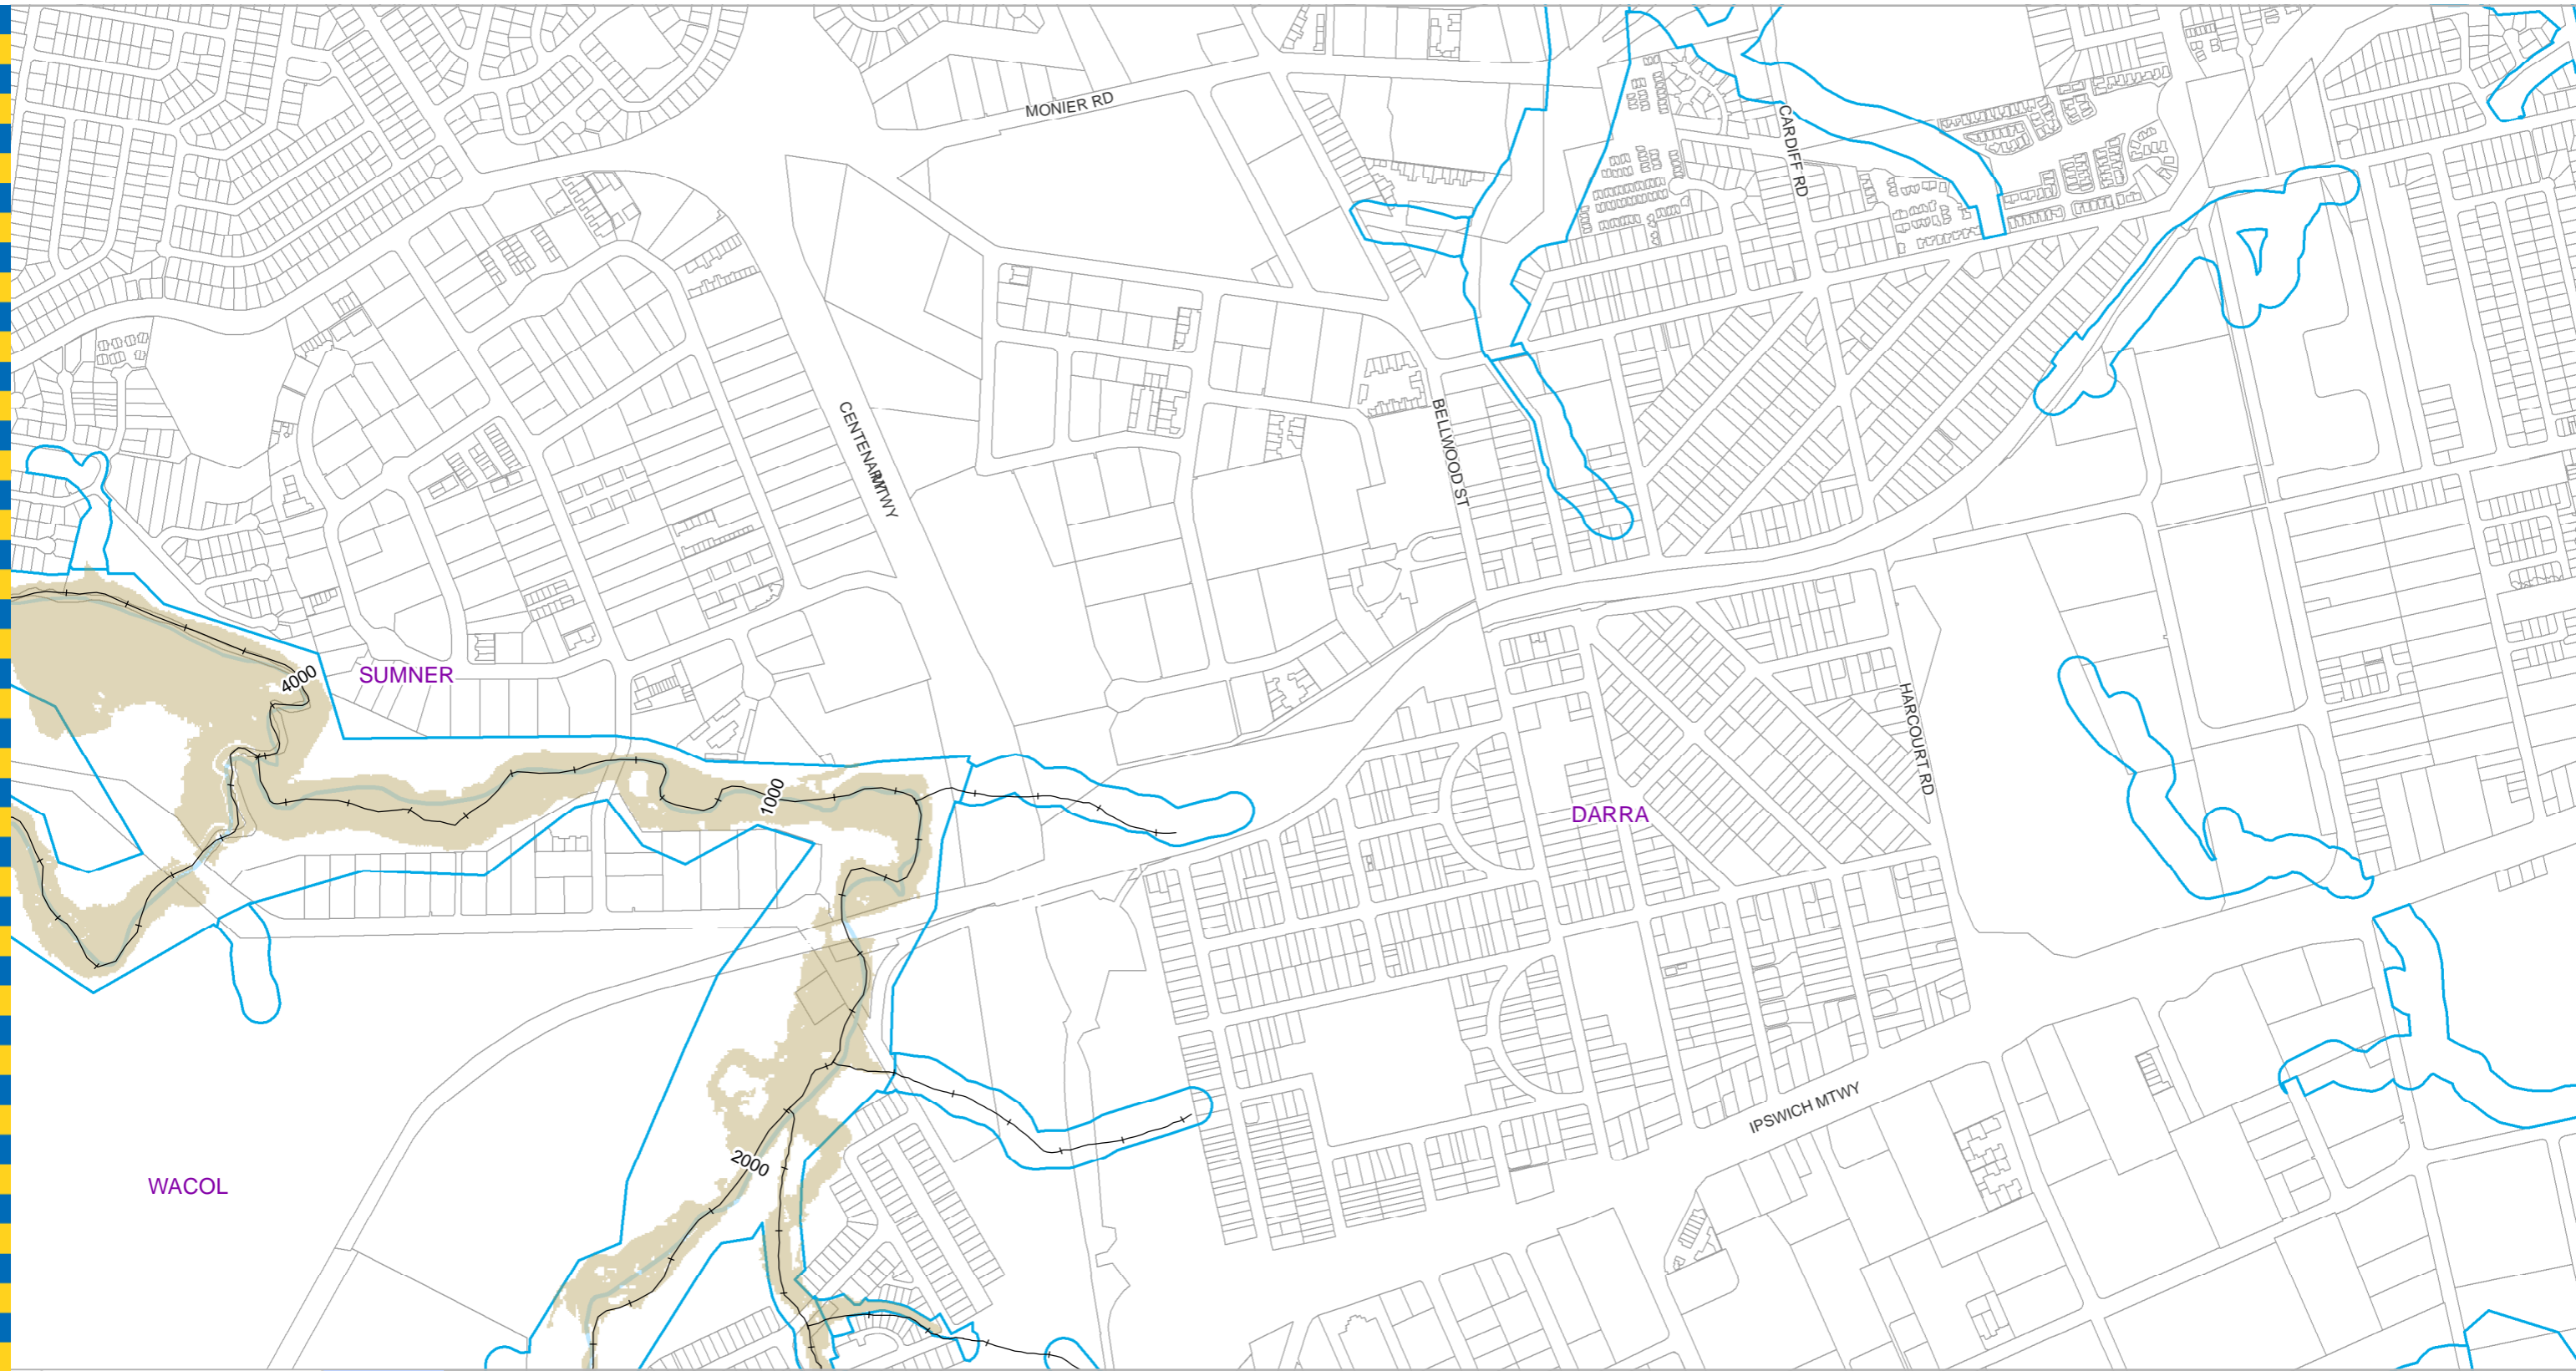 MONIER RD
CARDIFF RD
CENTENARY MTWY
BELLWOOD ST
4000
SUMNER
HARCOURT RD
1000
DARRA
IPSWICH MTWY
2000
WACOL